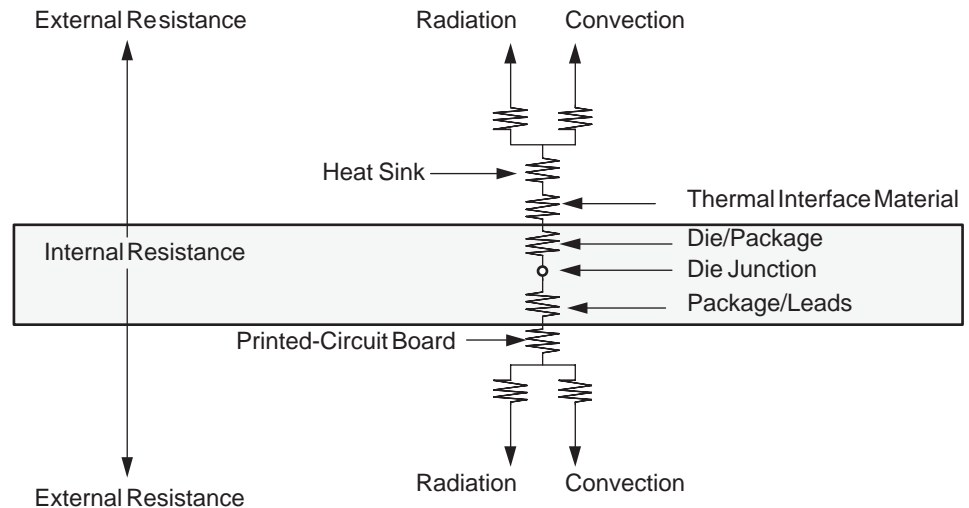 External Resistance
Radiation
Convection
Heat Sink
Thermal Interface Material
Internal Resistance
Die/Package
Die Junction
Package/Leads
Printed-Circuit Board
Radiation
Convection
External Resistance